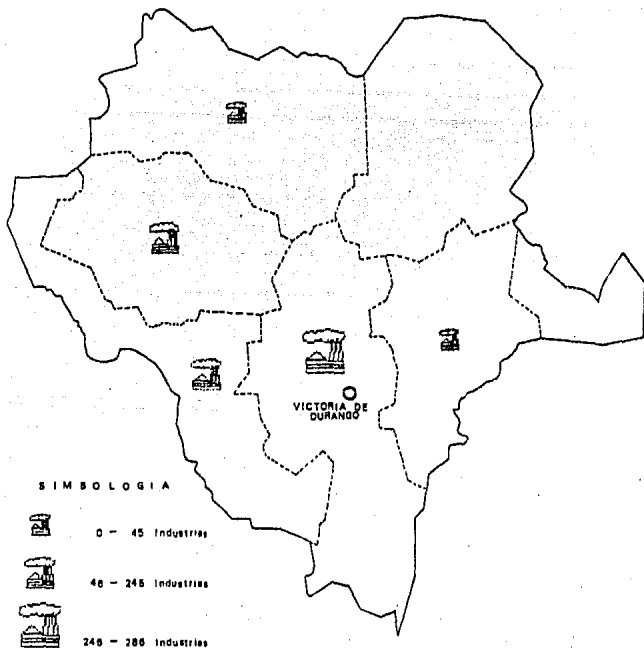 VICTORIA DE
DURANGO
SIMBOLOGIA
0 - 45 Industrias
46 - 245 Industrias
246 - 286 Industrias